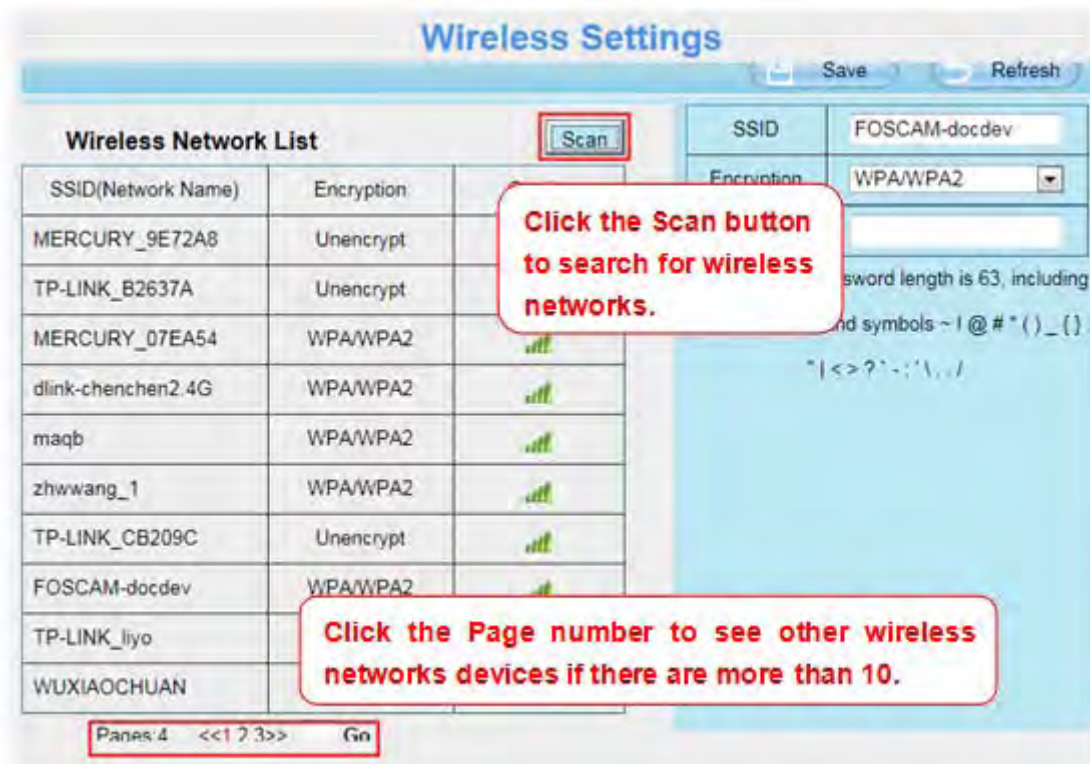 Wireless Settings
Save Refresh
Wireless Network List Scan
SSID FOSCAM-docdev
SSID(Network Name) Encryption
Encryption WPA/WPA2
MERCURY_9E72A8 Unencrypt
TP-LINK_B2637A Unencrypt
MERCURY_07EA54 WPA/WPA2
dlink-chenchen2.4G WPA/WPA2
maqb WPA/WPA2
zhwwang_1 WPA/WPA2
TP-LINK_CB209C Unencrypt
FOSCAM-docdev WPA/WPA2
TP-LINK_liyo
WUXIAOCHUAN
Pages:4 <<1 2 3>> Go
Click the Scan button
to search for wireless
networks.
length is 63, including
symbols ~ ! @ # * ( ) _ { }
Click the Page number to see other wireless
networks devices if there are more than 10.